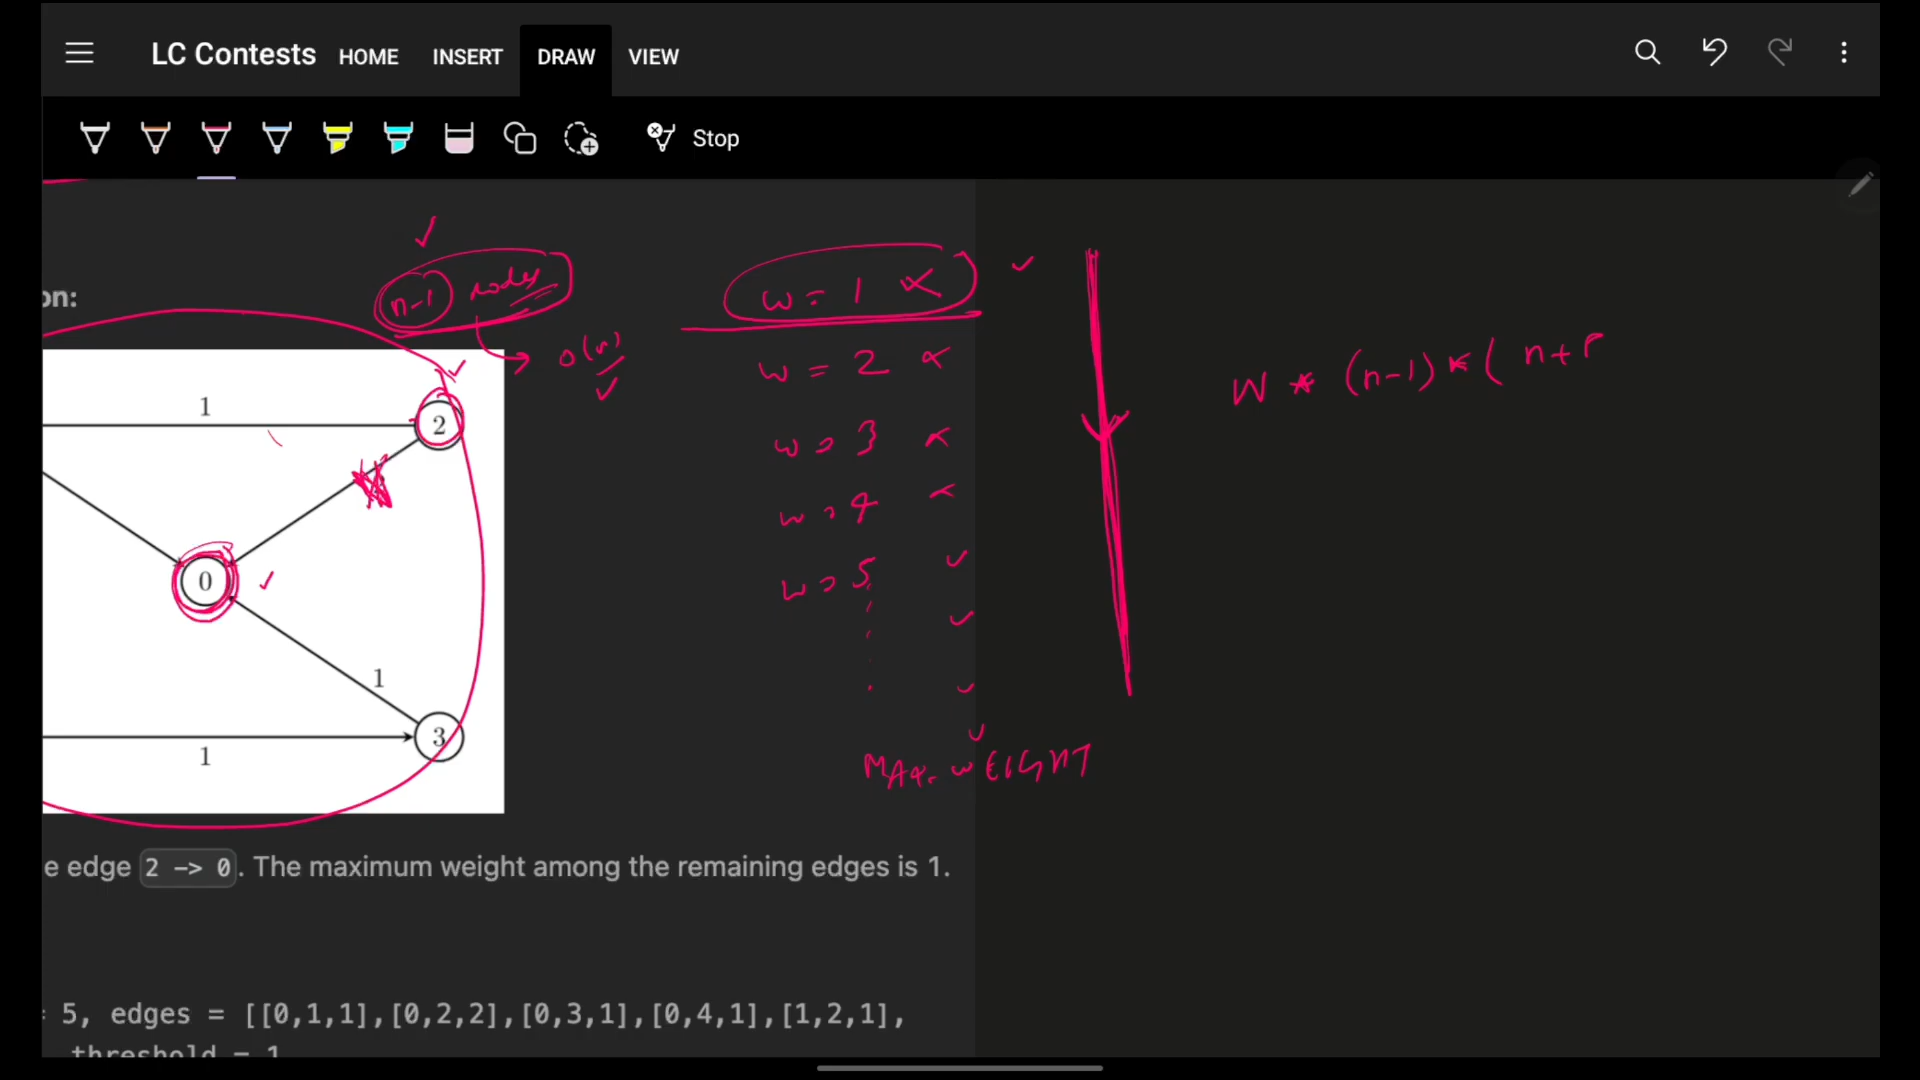 LC Contests HOME INSERT DRAW VIEW
Stop
on:
n-1 nodes
O(n)
w = 1
w = 2
w = 3
w = 4
w = 5
MAX. WEIGHT
W * (n-1) * ( n+
1
2
0
1
1
3
e edge 2 -> 0. The maximum weight among the remaining edges is 1.
= 5, edges = [[0,1,1],[0,2,2],[0,3,1],[0,4,1],[1,2,1],
threshold = 1